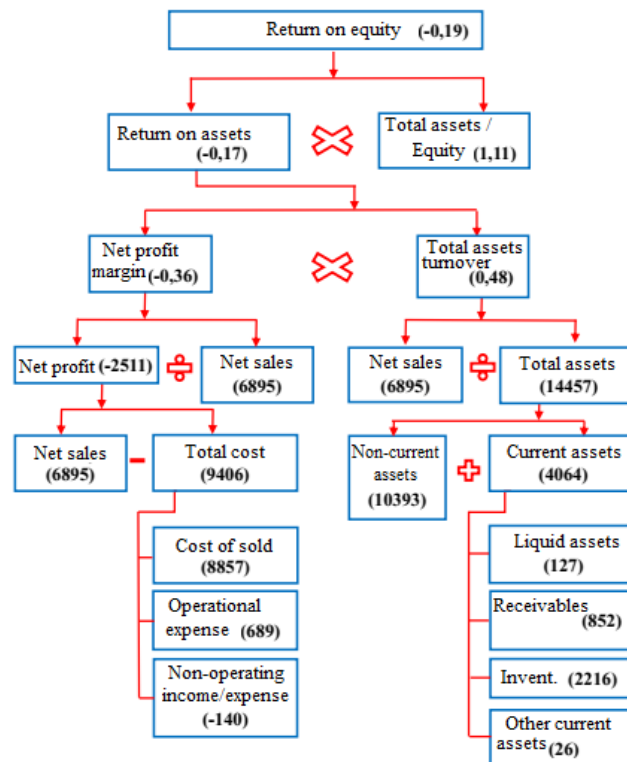 Return on equity (-0,19)
Return on assets
(-0,17)
Total assets /
Equity (1,11)
Net profit
margin (-0,36)
Total assets
turnover
(0,48)
Net profit (-2511)
Net sales
(6895)
Net sales
(6895)
Total assets
(14457)
Net sales
(6895)
Total cost
(9406)
Non-current
assets
(10393)
Current assets
(4064)
Cost of sold
(8857)
Liquid assets
(127)
Operational
expense (689)
Receivables
(852)
Non-operating
income/expense
(-140)
Invent. (2216)
Other current
assets (26)